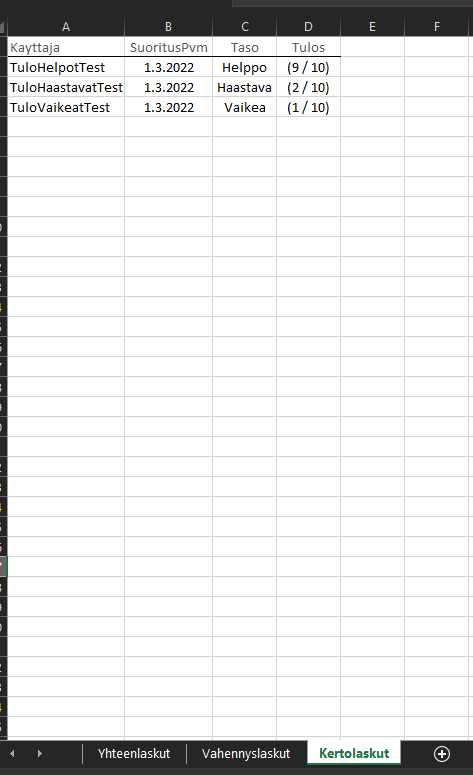 A B C D E F
Kayttaja SuoritusPvm Taso Tulos
TuloHelpotTest 1.3.2022 Helppo (9 / 10)
TuloHaastavatTest 1.3.2022 Haastava (2 / 10)
TuloVaikeatTest 1.3.2022 Vaikea (1 / 10)
Yhteenlaskut Vahennyslaskut Kertolaskut